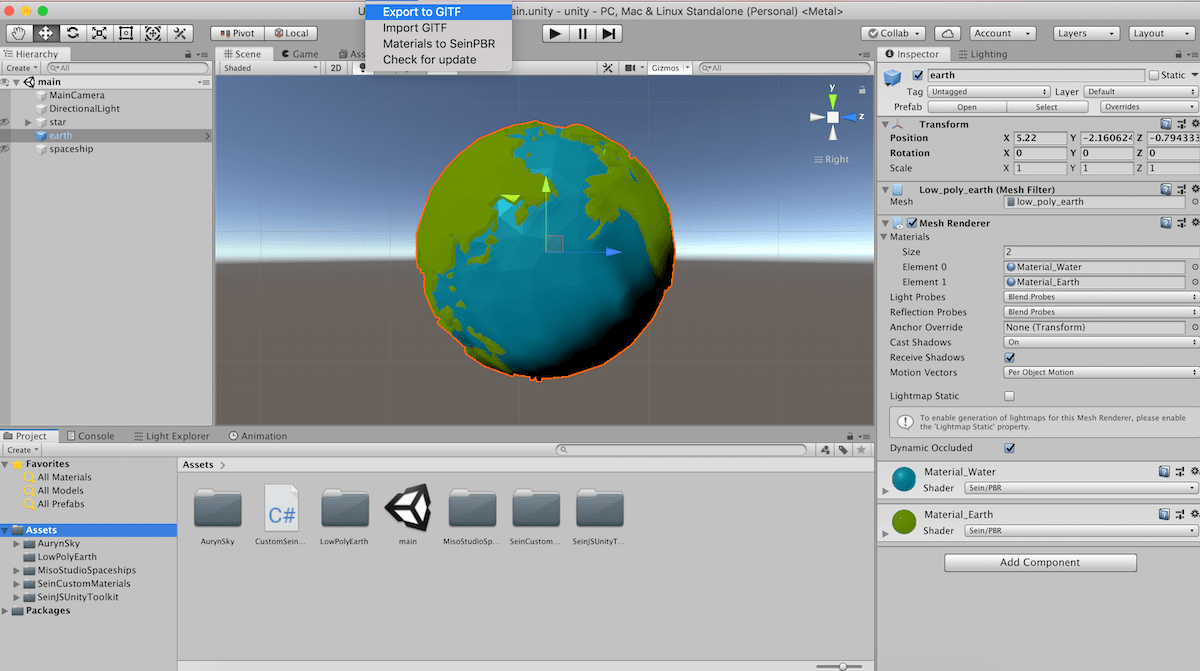 Export to GlTF
Import GlTF
Materials to SeinPBR
Check for update
ain.unity - unity - PC, Mac & Linux Standalone (Personal) <Metal>
Pivot Local
Collab Account Layers Layout
Hierarchy
Create All
main
MainCamera
DirectionalLight
star
earth
spaceship
Scene Game Ass
Shaded 2D Gizmos All
y
z
Right
Inspector Lighting
earth Static
Tag Untagged Layer Default
Prefab Open Select Overrides
Transform
Position X 5.22 Y -2.160624 Z -0.794333
Rotation X 0 Y 0 Z 0
Scale X 1 Y 1 Z 1
Low_poly_earth (Mesh Filter)
Mesh low_poly_earth
Mesh Renderer
Materials
Size 2
Element 0 Material_Water
Element 1 Material_Earth
Light Probes Blend Probes
Reflection Probes Blend Probes
Anchor Override None (Transform)
Cast Shadows On
Receive Shadows
Motion Vectors Per Object Motion
Lightmap Static
To enable generation of lightmaps for this Mesh Renderer, please enable
the 'Lightmap Static' property.
Dynamic Occluded
Material_Water
Shader Sein/PBR
Material_Earth
Shader Sein/PBR
Add Component
Project Console Light Explorer Animation
Create
Favorites
All Materials
All Models
All Prefabs
Assets
AurynSky
LowPolyEarth
MisoStudioSpaceships
SeinCustomMaterials
SeinJSUnityToolkit
Packages
Assets
C#
AurynSky CustomSein... LowPolyEarth main MisoStudioSp... SeinCustom... SeinJSUnityT...